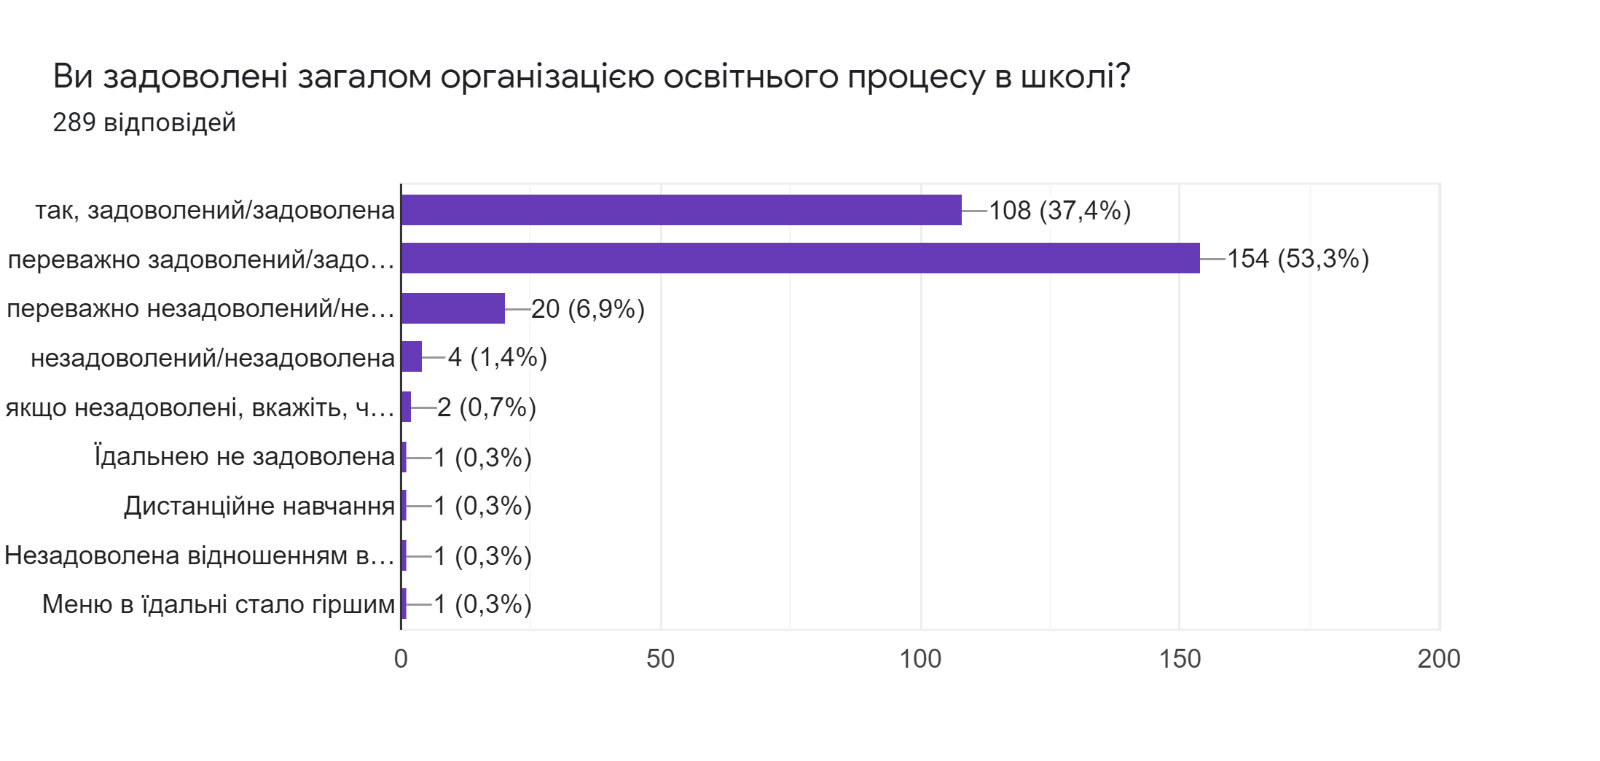 Ви задоволені загалом організацією освітнього процесу в школі?
289 відповідей
так, задоволений/задоволена 108 (37,4%)
переважно задоволений/задо… 154 (53,3%)
переважно незадоволений/не… 20 (6,9%)
незадоволений/незадоволена 4 (1,4%)
якщо незадоволені, вкажіть, ч… 2 (0,7%)
Їдальнею не задоволена 1 (0,3%)
Дистанційне навчання 1 (0,3%)
Незадоволена відношенням в… 1 (0,3%)
Меню в їдальні стало гіршим 1 (0,3%)
0 50 100 150 200